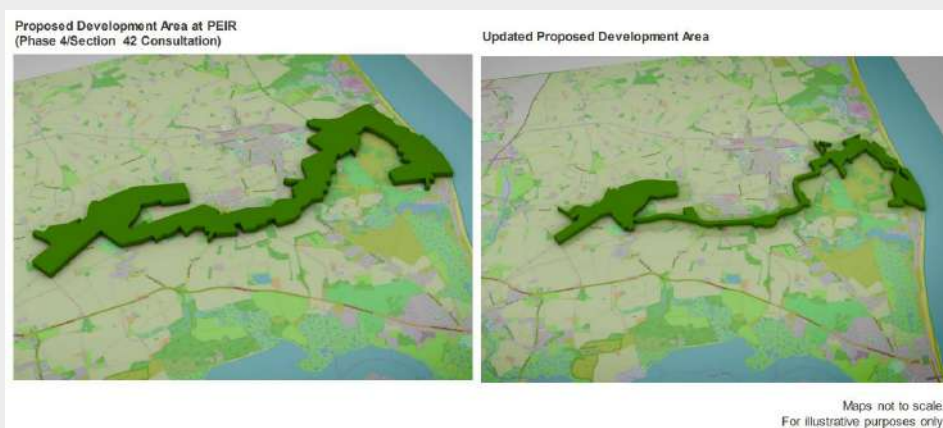 Proposed Development Area at PEIR
(Phase 4/Section 42 Consultation)
Updated Proposed Development Area
Maps not to scale
For illustrative purposes only